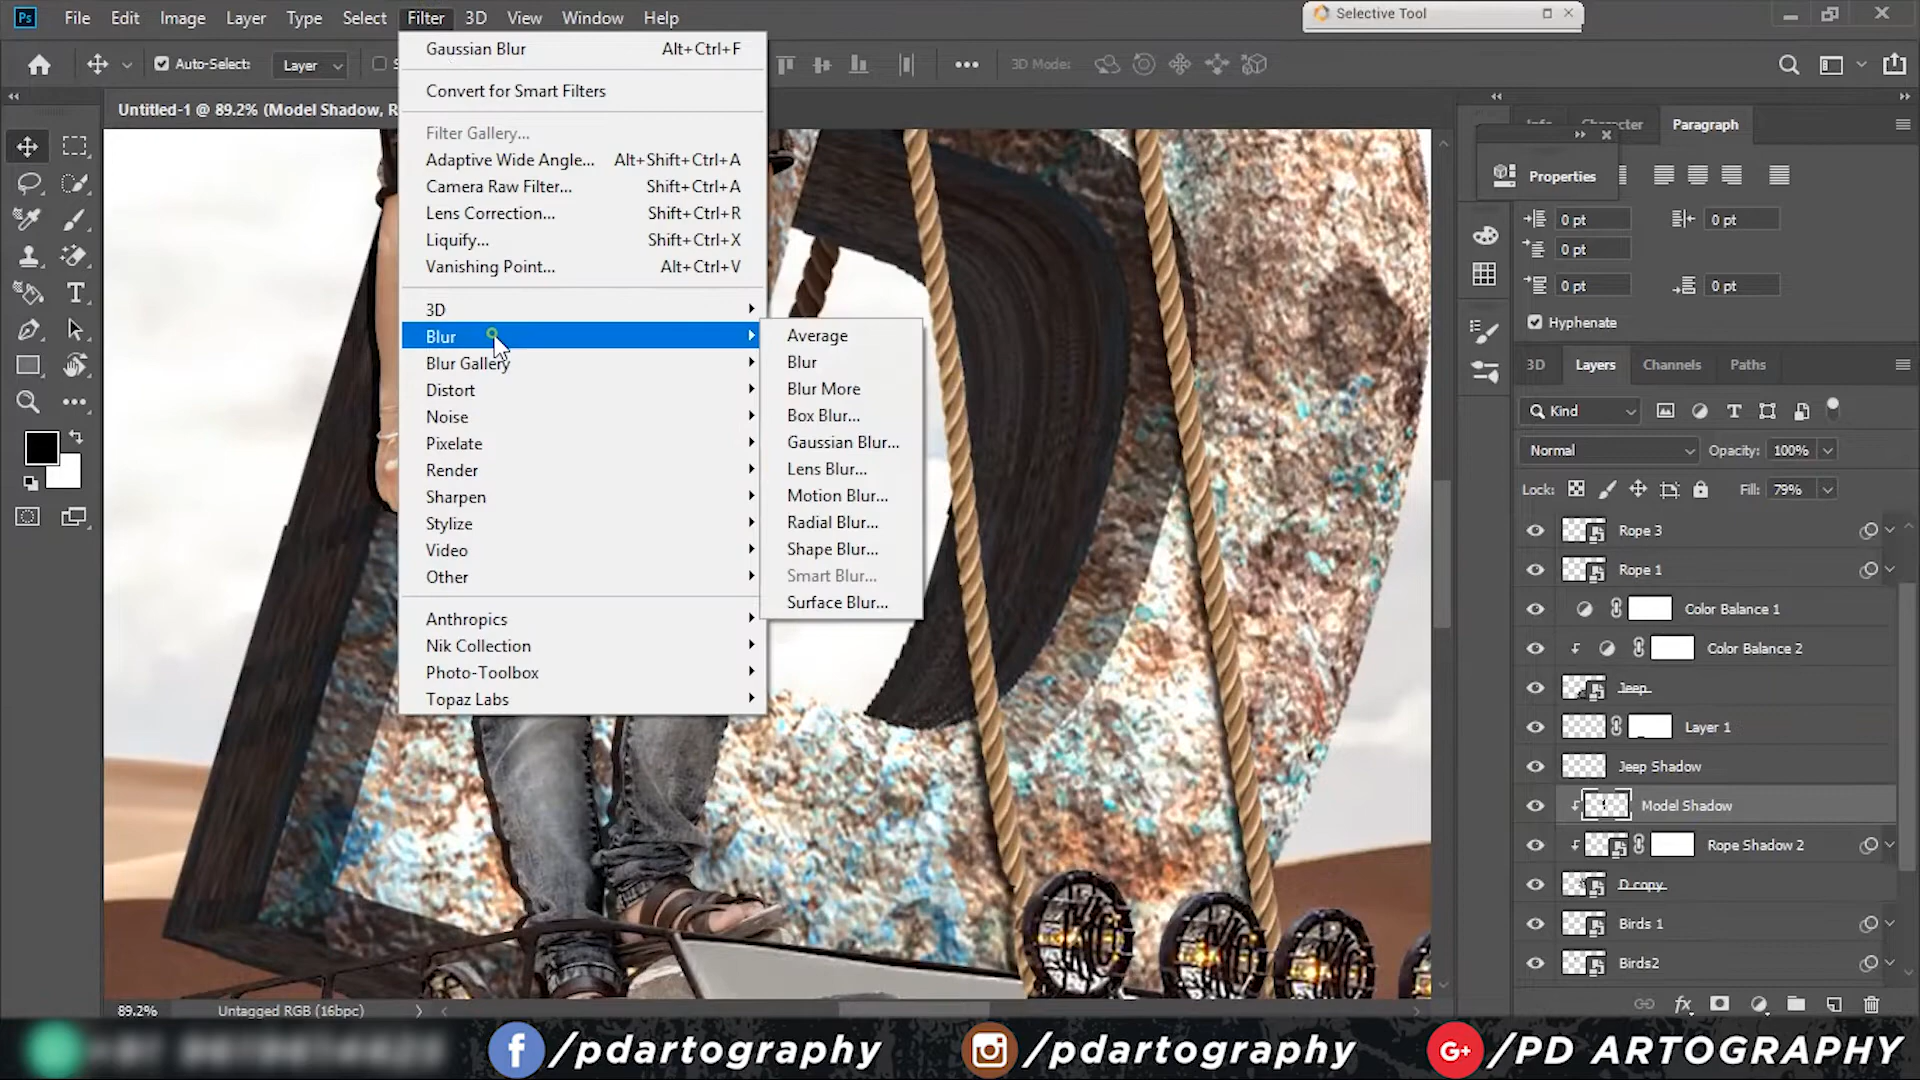 Ps File Edit Image Layer Type Select Filter 3D View Window Help
Selective Tool
Auto-Select: Layer
3D Mode:
Untitled-1 @ 89.2% (Model Shadow, R
Gaussian Blur Alt+Ctrl+F
Convert for Smart Filters
Filter Gallery...
Adaptive Wide Angle... Alt+Shift+Ctrl+A
Camera Raw Filter... Shift+Ctrl+A
Lens Correction... Shift+Ctrl+R
Liquify... Shift+Ctrl+X
Vanishing Point... Alt+Ctrl+V
3D
Blur
Blur Gallery
Distort
Noise
Pixelate
Render
Sharpen
Stylize
Video
Other
Anthropics
Nik Collection
Photo-Toolbox
Topaz Labs
Average
Blur
Blur More
Box Blur...
Gaussian Blur...
Lens Blur...
Motion Blur...
Radial Blur...
Shape Blur...
Smart Blur...
Surface Blur...
Paragraph
Properties
0 pt 0 pt
0 pt
0 pt 0 pt
Hyphenate
3D Layers Channels Paths
Kind
Normal Opacity: 100%
Lock: Fill: 79%
Rope 3
Rope 1
Color Balance 1
Color Balance 2
Jeep
Layer 1
Jeep Shadow
Model Shadow
Rope Shadow 2
D copy
Birds 1
Birds2
89.2% Untagged RGB (16bpc)
f /pdartography /pdartography G+ /PD ARTOGRAPHY